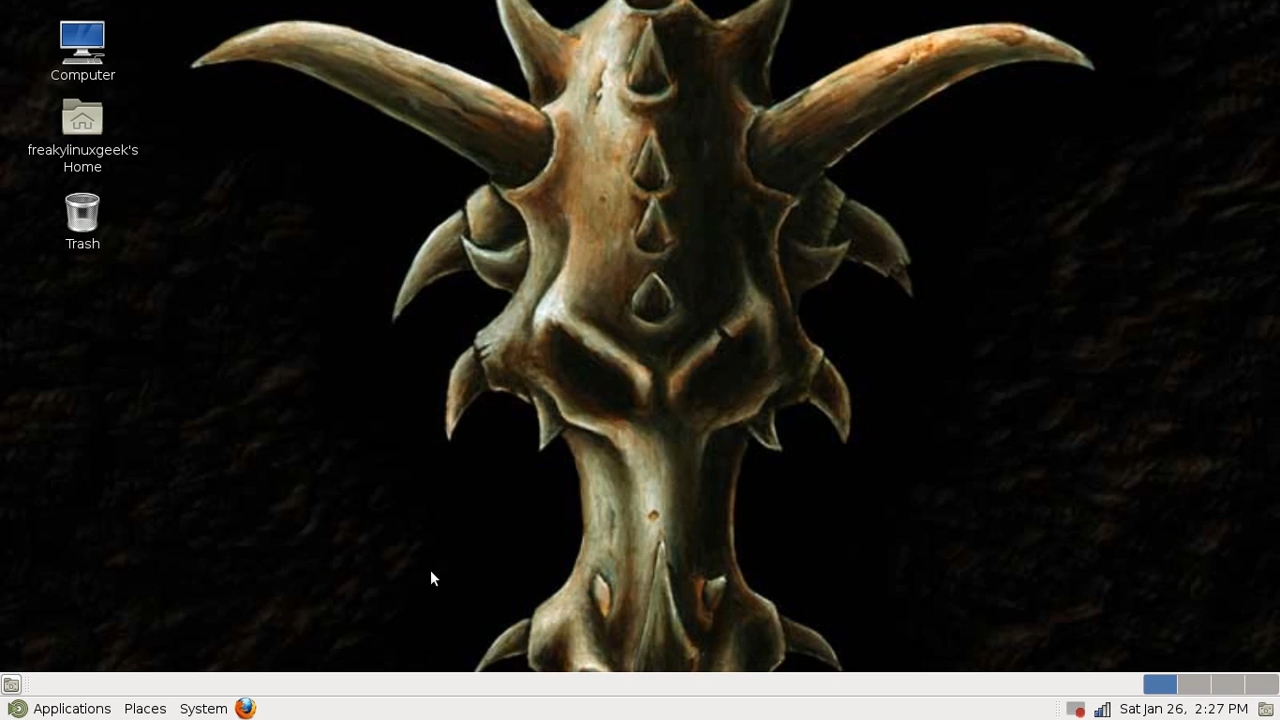 Computer
freakylinuxgeek's
Home
Trash
Applications Places System Sat Jan 26, 2:27 PM